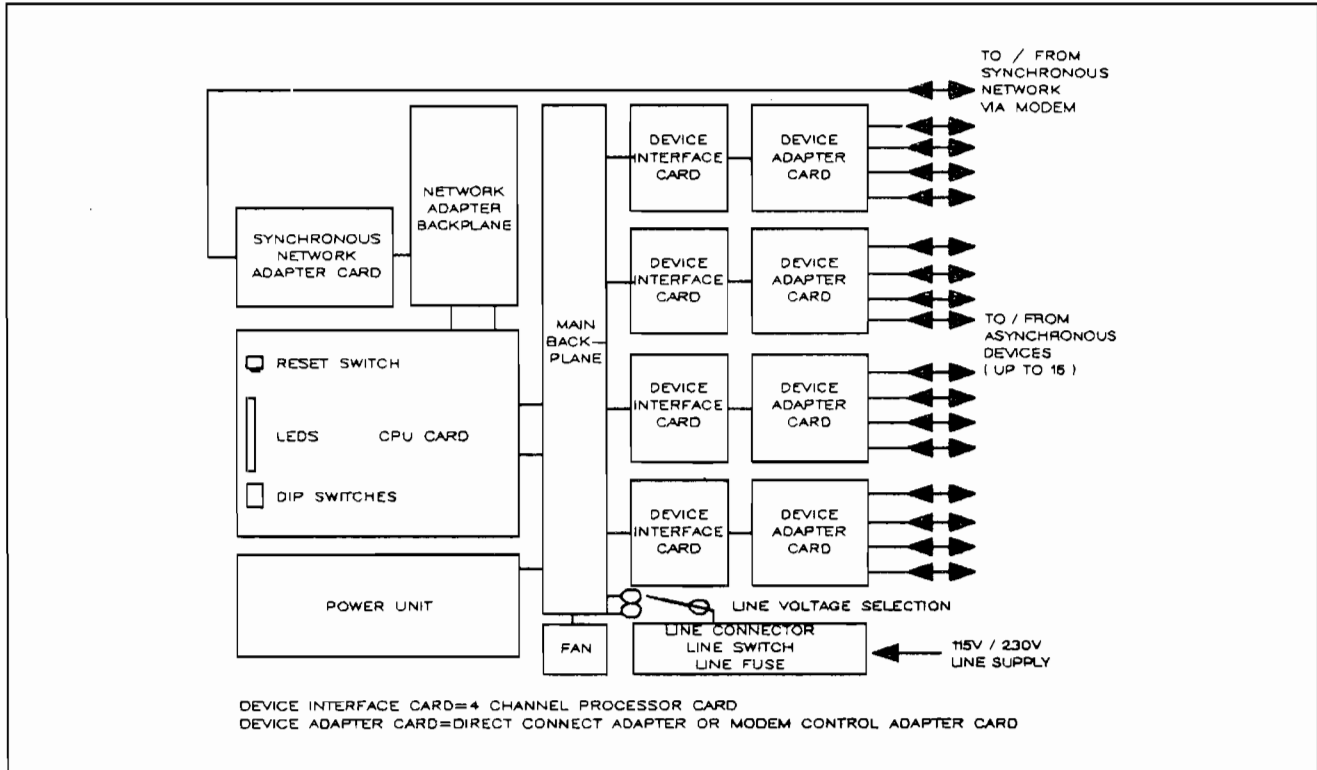 TO / FROM
SYNCHRONOUS
NETWORK
VIA MODEM
DEVICE
INTERFACE
CARD
DEVICE
ADAPTER
CARD
NETWORK
ADAPTER
BACKPLANE
SYNCHRONOUS
NETWORK
ADAPTER CARD
DEVICE
INTERFACE
CARD
DEVICE
ADAPTER
CARD
MAIN
BACK—
PLANE
TO / FROM
ASYNCHRONOUS
DEVICES
( UP TO 15 )
RESET SWITCH
LEDS
CPU CARD
DIP SWITCHES
DEVICE
INTERFACE
CARD
DEVICE
ADAPTER
CARD
DEVICE
INTERFACE
CARD
DEVICE
ADAPTER
CARD
POWER UNIT
LINE VOLTAGE SELECTION
FAN
LINE CONNECTOR
LINE SWITCH
LINE FUSE
115V / 230V
LINE SUPPLY
DEVICE INTERFACE CARD=4 CHANNEL PROCESSOR CARD
DEVICE ADAPTER CARD=DIRECT CONNECT ADAPTER OR MODEM CONTROL ADAPTER CARD